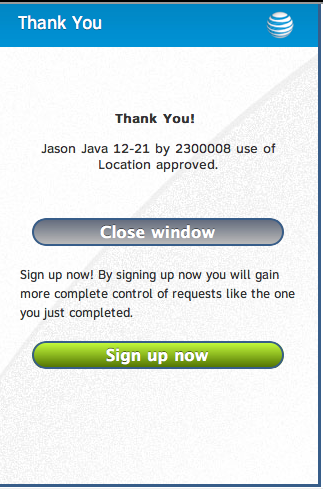 Thank You
Thank You!
Jason Java 12-21 by 2300008 use of
Location approved.
Close window
Sign up now! By signing up now you will gain
more complete control of requests like the one
you just completed.
Sign up now